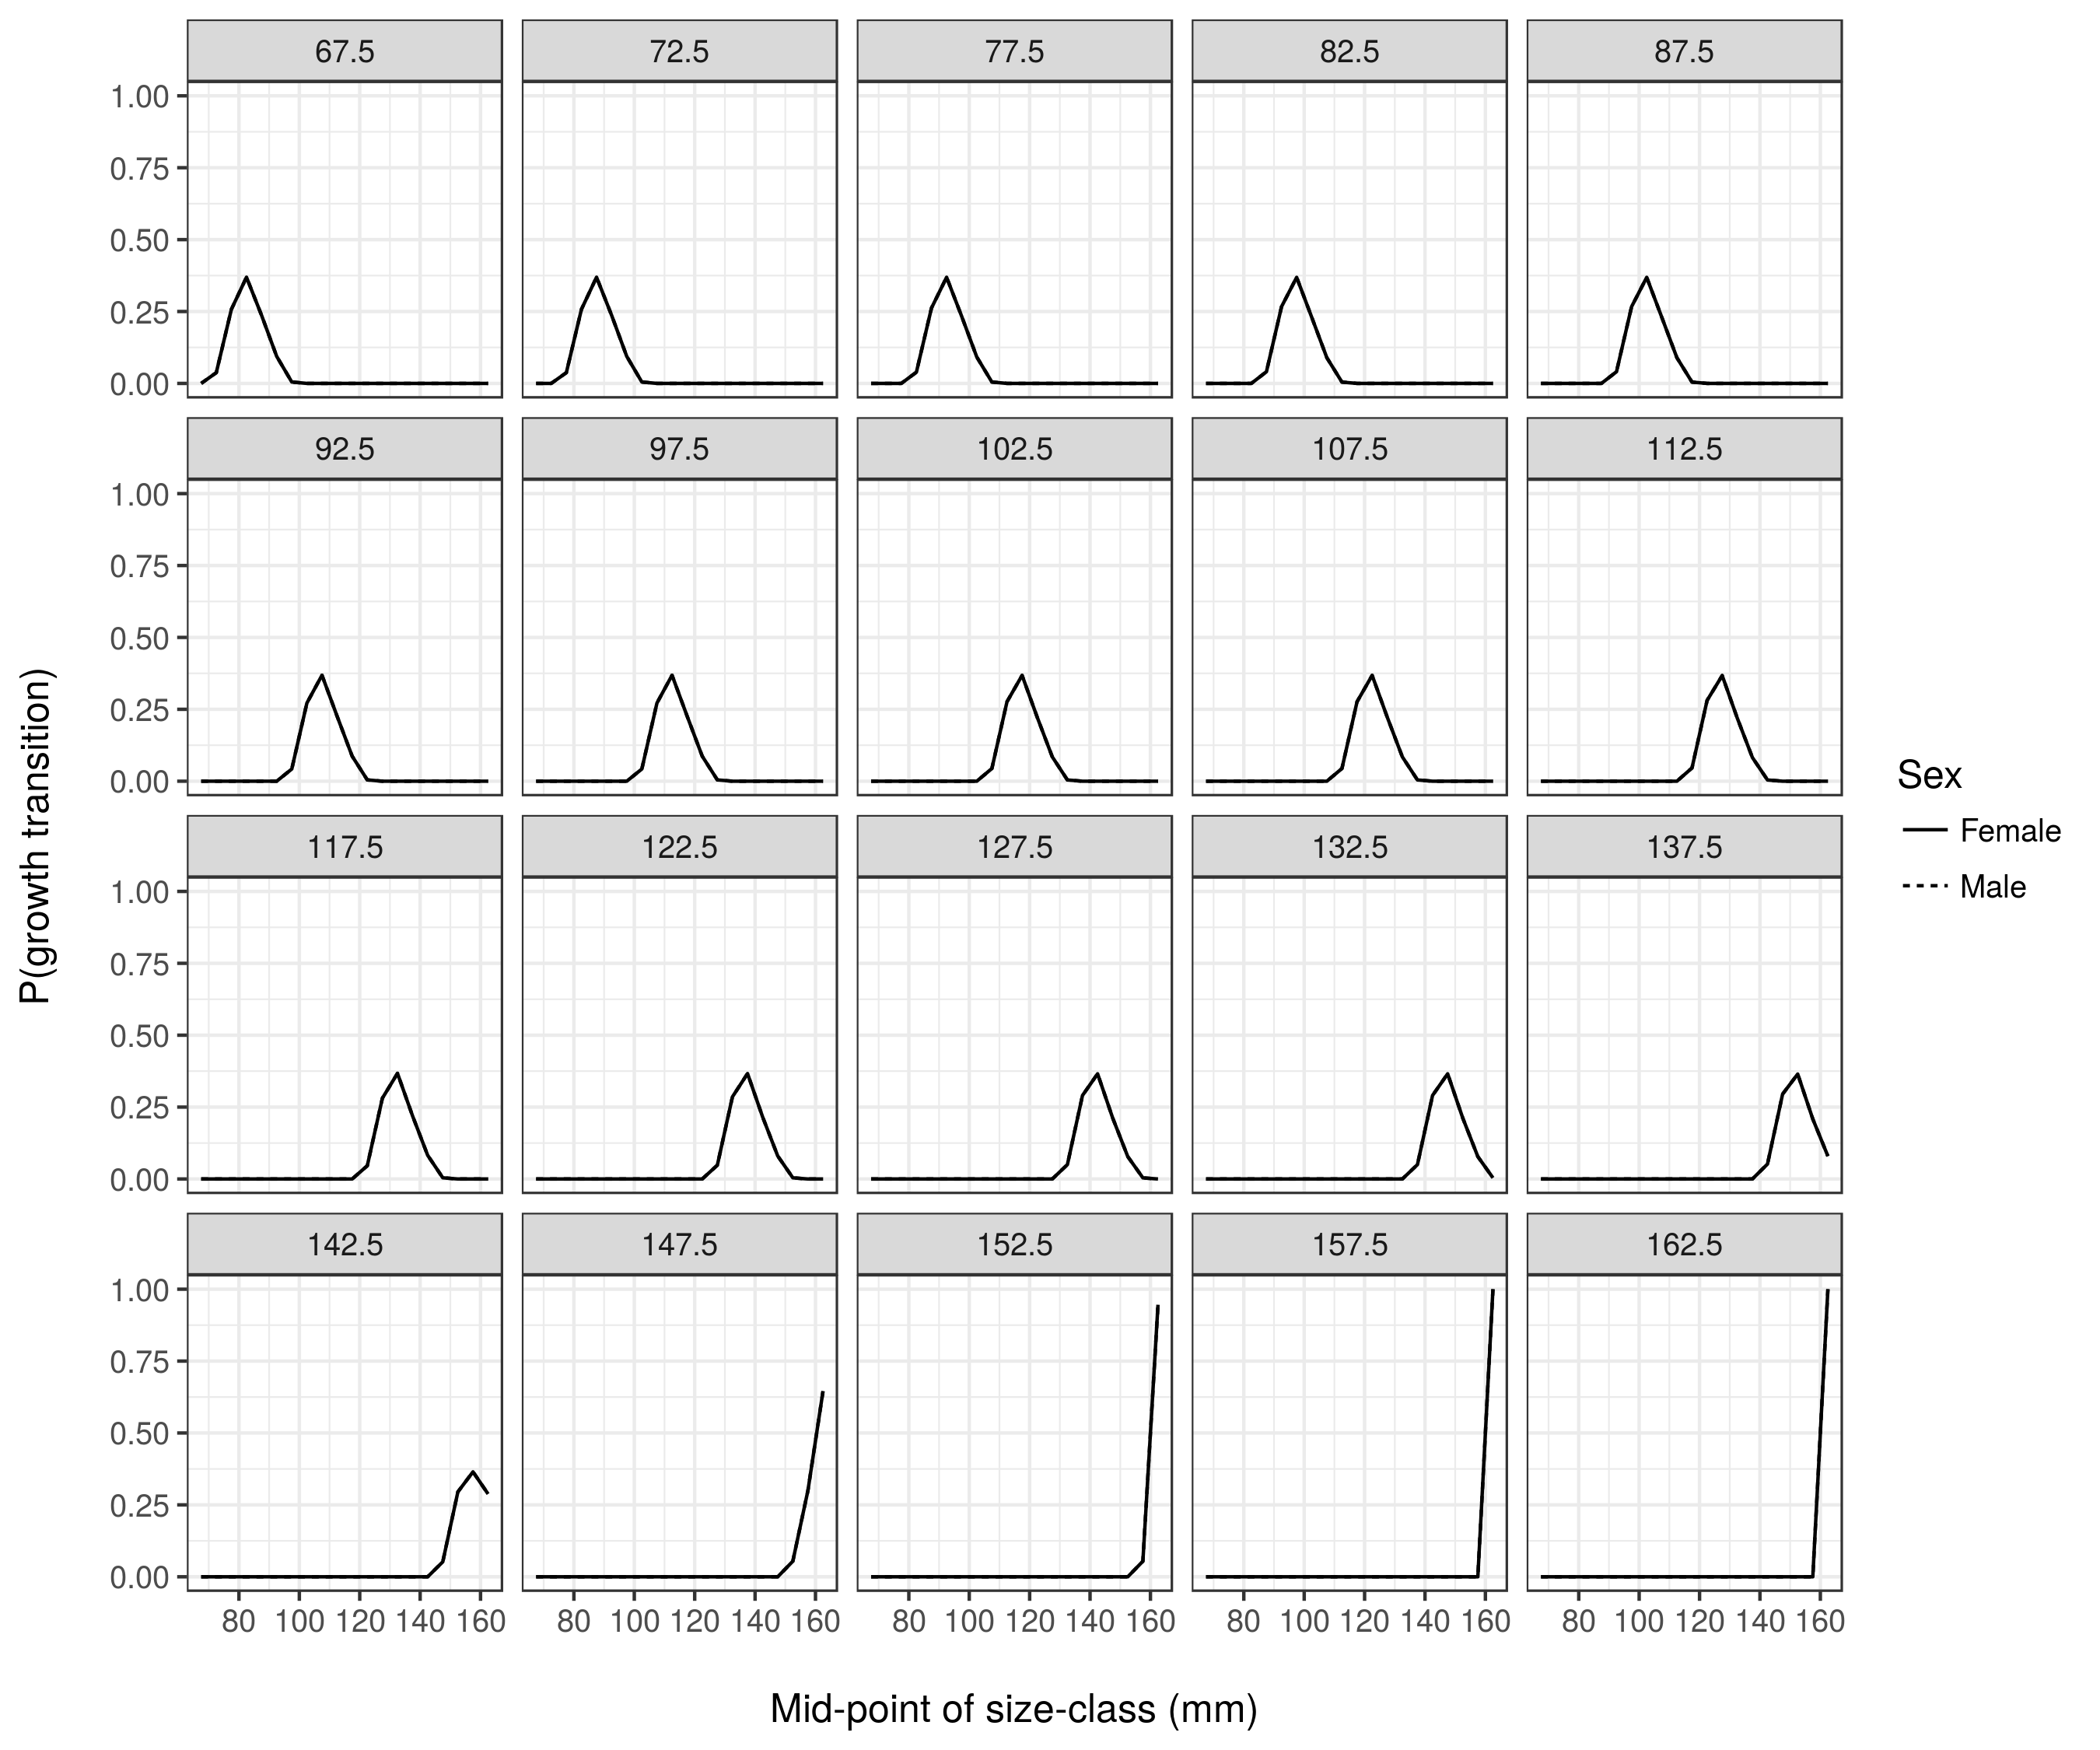 67.5 72.5 77.5 82.5 87.5
1.00
0.75
0.50
0.25
0.00
92.5 97.5 102.5 107.5 112.5
1.00
0.75
0.50
0.25
0.00
117.5 122.5 127.5 132.5 137.5
1.00
0.75
0.50
0.25
0.00
142.5 147.5 152.5 157.5 162.5
1.00
0.75
0.50
0.25
0.00
80 100 120 140 160 80 100 120 140 160 80 100 120 140 160 80 100 120 140 160 80 100 120 140 160
Mid-point of size-class (mm)
P(growth transition)
Sex
Female
Male